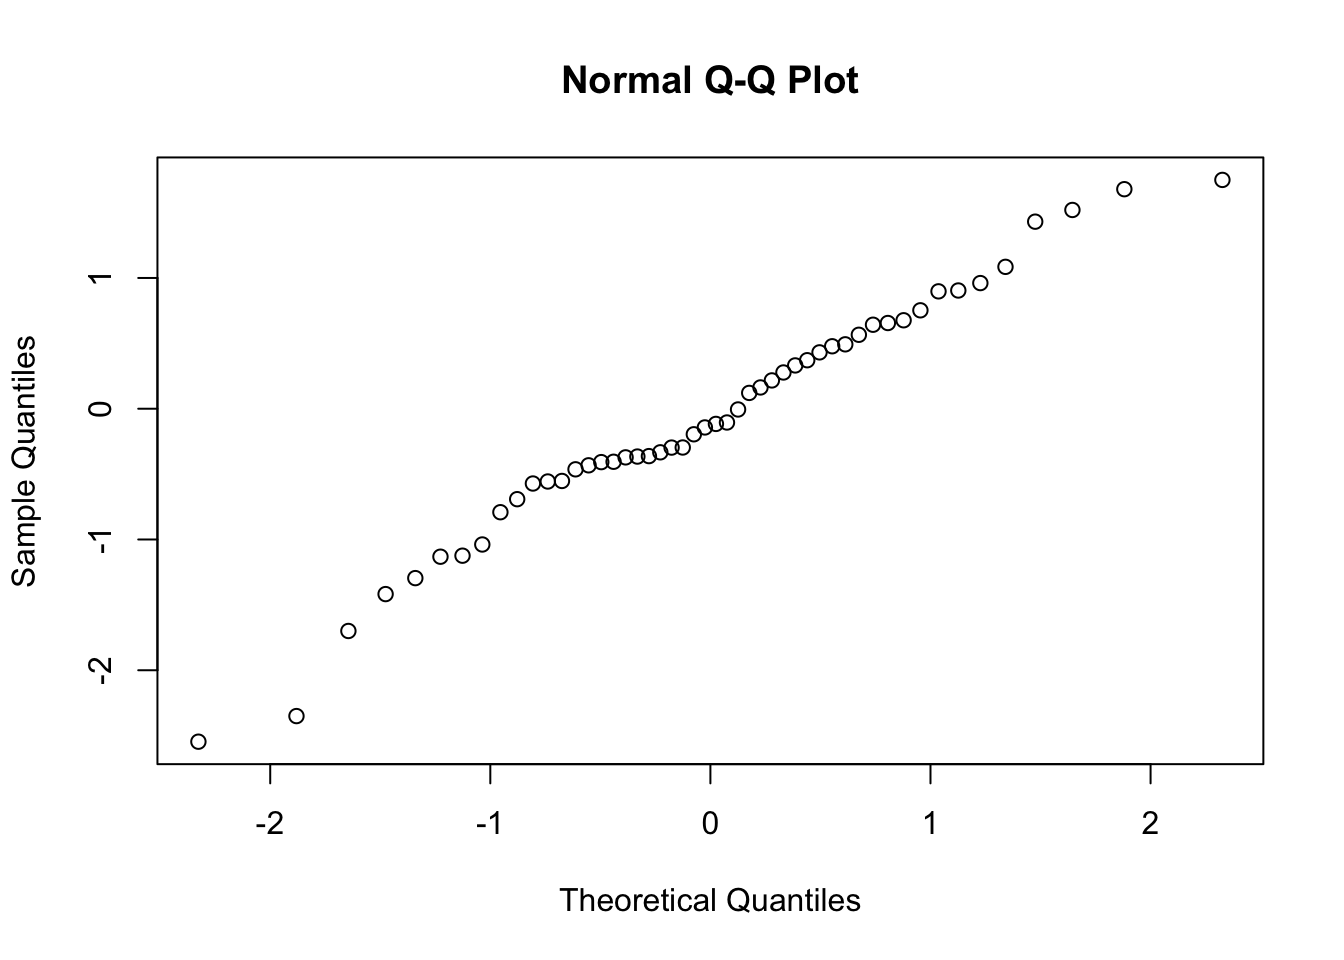 Normal Q-Q Plot
Sample Quantiles
1
0
-1
-2
-2 -1 0 1 2
Theoretical Quantiles